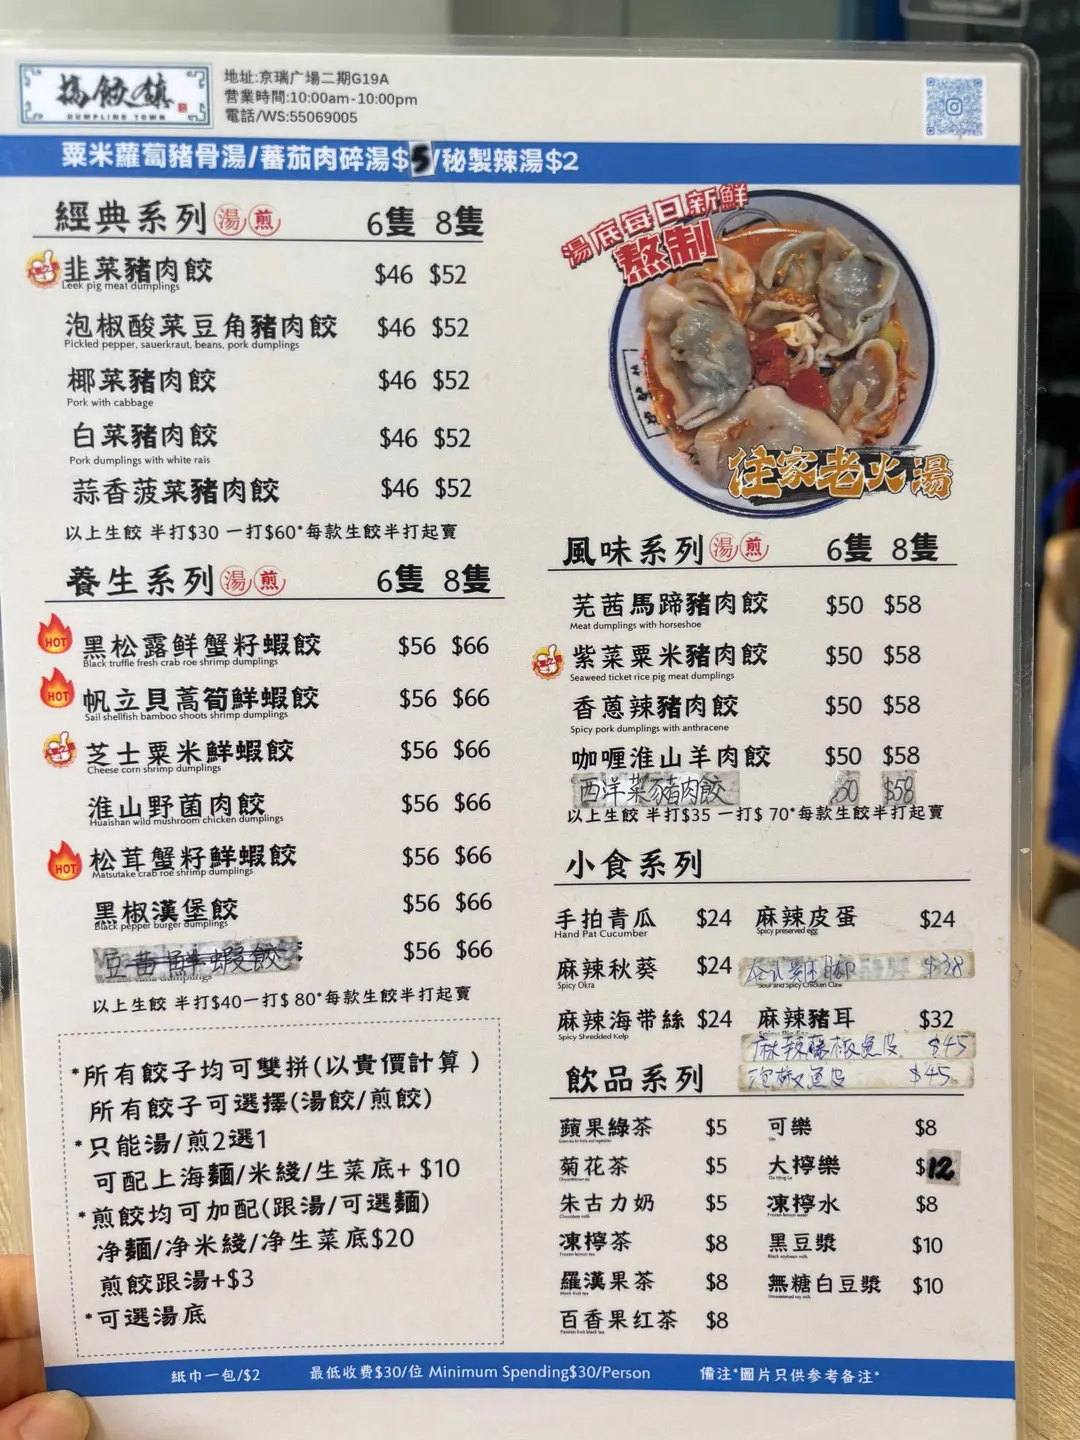 搞餃鎮
DUMPLING TOWN
地址:京瑞广場二期G19A
营業時間:10:00am-10:00pm
電話/WS:55069005
粟米蘿蔔豬骨湯/蕃茄肉碎湯$5/秘製辣湯$2
經典系列 湯 煎 6隻 8隻
韭菜豬肉餃 $46 $52
Leek pig meat dumplings
泡椒酸菜豆角豬肉餃 $46 $52
Pickled pepper, sauerkraut, beans, pork dumplings
椰菜豬肉餃 $46 $52
Pork with cabbage
白菜豬肉餃 $46 $52
Pork dumplings with white rais
蒜香菠菜豬肉餃 $46 $52
以上生餃 半打$30 一打$60*每款生餃半打起賣
養生系列 湯 煎 6隻 8隻
HOT
黑松露鮮蟹籽蝦餃 $56 $66
Black truffle fresh crab roe shrimp dumplings
HOT
帆立貝萵筍鮮蝦餃 $56 $66
Sail shellfish bamboo shoots shrimp dumplings
芝士粟米鮮蝦餃 $56 $66
Cheese corn shrimp dumplings
淮山野菌肉餃 $56 $66
Huaishan wild mushroom chicken dumplings
HOT
松茸蟹籽鮮蝦餃 $56 $66
Matsutake crab roe shrimp dumplings
黑椒漢堡餃 $56 $66
Black pepper burger dumplings
$56 $66
以上生餃 半打$40一打$ 80*每款生餃半打起賣
*所有餃子均可雙拼(以貴價計算)
所有餃子可選擇(湯餃/煎餃)
*只能湯/煎2選1
可配上海麵/米綫/生菜底+ $10
*煎餃均可加配(跟湯/可選麵)
净麵/净米綫/净生菜底$20
煎餃跟湯+$3
*可選湯底
湯底每日新鮮
熬制
住家老火湯
風味系列 湯 煎 6隻 8隻
芫茜馬蹄豬肉餃 $50 $58
Meat dumplings with horseshoe
紫菜粟米豬肉餃 $50 $58
Seaweed ticket rice pig meat dumplings
香蔥辣豬肉餃 $50 $58
Spicy pork dumplings with anthracene
咖喱淮山羊肉餃 $50 $58
西洋菜豬肉餃 50 $58
以上生餃 半打$35 一打$ 70*每款生餃半打起賣
小食系列
手拍青瓜 $24 麻辣皮蛋 $24
Hand Pat Cucumber Spicy preserved egg
麻辣秋葵 $24 $38
Spicy Okra Sour and Spicy Chicken Claw
麻辣海带絲 $24 麻辣豬耳 $32
Spicy Shredded Kelp
麻辣藤椒魚皮 $45
泡椒魚皮 $45
飲品系列
蘋果綠茶 $5 可樂 $8
菊花茶 $5 大檸樂 $12
朱古力奶 $5 凍檸水 $8
凍檸茶 $8 黑豆漿 $10
羅漢果茶 $8 無糖白豆漿 $10
百香果红茶 $8
紙巾一包/$2 最低收费$30/位 Minimum Spending$30/Person 備注*圖片只供参考备注*